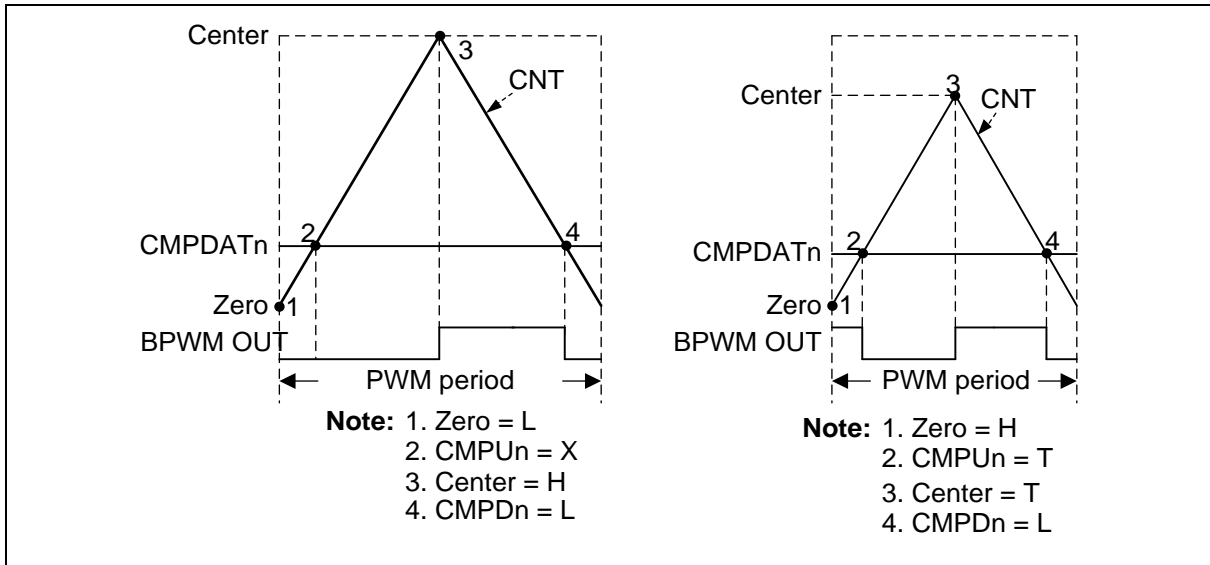 Center
3
CNT
2
4
CMPDATn
Zero
1
BPWM OUT
PWM period
Note: 1. Zero = L
2. CMPUn = X
3. Center = H
4. CMPDn = L
3
Center
CNT
2
4
CMPDATn
Zero
1
BPWM OUT
PWM period
Note: 1. Zero = H
2. CMPUn = T
3. Center = T
4. CMPDn = L